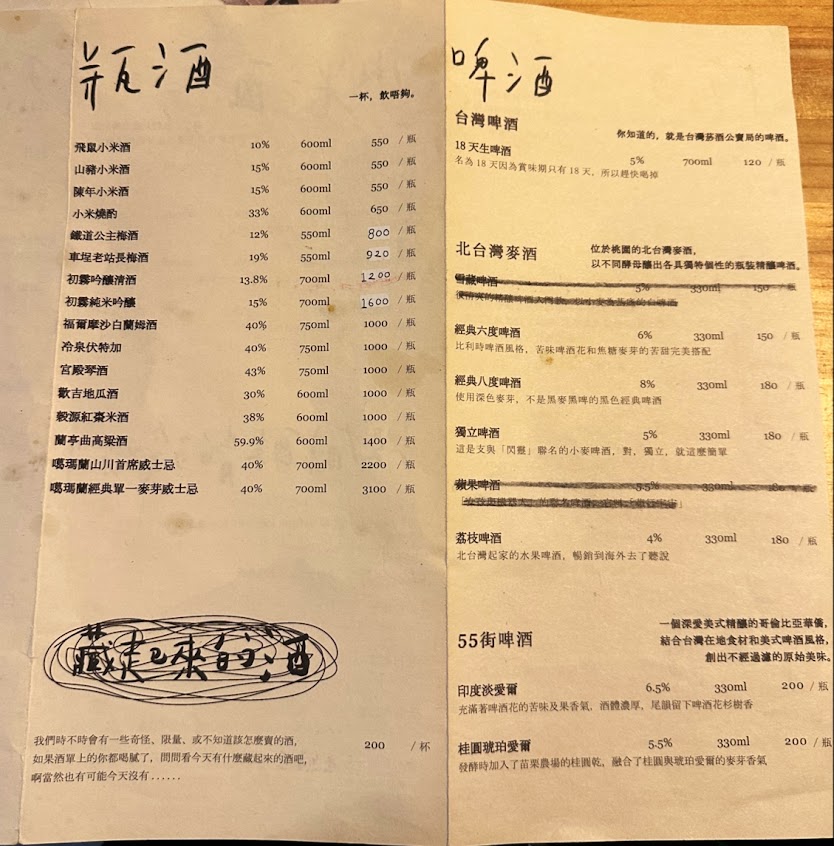 瓶酒
一杯，飲唔夠。
飛鼠小米酒 10% 600ml 550 / 瓶
山豬小米酒 15% 600ml 550 / 瓶
陳年小米酒 15% 600ml 550 / 瓶
小米燒酌 33% 600ml 650 / 瓶
鐵道公主梅酒 12% 550ml 800 / 瓶
車埕老站長梅酒 19% 550ml 920 / 瓶
初霧吟釀清酒 13.8% 700ml 1200 / 瓶
初霧純米吟釀 15% 700ml 1600 / 瓶
福爾摩沙白蘭姆酒 40% 750ml 1000 / 瓶
冷泉伏特加 40% 750ml 1000 / 瓶
宮殿琴酒 43% 750ml 1000 / 瓶
歡吉地瓜酒 30% 600ml 1000 / 瓶
穀源紅棗米酒 38% 600ml 1000 / 瓶
蘭亭曲高粱酒 59.9% 600ml 1400 / 瓶
噶瑪蘭山川首席威士忌 40% 700ml 2200 / 瓶
噶瑪蘭經典單一麥芽威士忌 40% 700ml 3100 / 瓶
藏起來的酒
我們時不時會有一些奇怪、限量、或不知道該怎麼賣的酒，
如果酒單上的你都喝膩了，問問看今天有什麼藏起來的酒吧， 200 / 杯
啊當然也有可能今天沒有......
啤酒
台灣啤酒
你知道的，就是台灣菸酒公賣局的啤酒。
18 天生啤酒 5% 700ml 120 / 瓶
名為 18 天因為賞味期只有 18 天，所以趕快喝掉
北台灣麥酒
位於桃園的北台灣麥酒，
以不同酵母釀出各具獨特個性的瓶裝精釀啤酒。
雪藏啤酒 5% 330ml 150 / 瓶
經典六度啤酒 6% 330ml 150 / 瓶
比利時啤酒風格，苦味啤酒花和焦糖麥芽的苦甜完美搭配
經典八度啤酒 8% 330ml 180 / 瓶
使用深色麥芽，不是黑麥黑啤的黑色經典啤酒
獨立啤酒 5% 330ml 180 / 瓶
這是支與「閃靈」聯名的小麥啤酒，對，獨立，就這麼簡單
蘋果啤酒 5.5% 330ml 180 / 瓶
荔枝啤酒 4% 330ml 180 / 瓶
北台灣起家的水果啤酒，暢銷到海外去了聽說
55街啤酒
一個深愛美式精釀的哥倫比亞華僑，
結合台灣在地食材和美式啤酒風格，
創出不經過濾的原始美味。
印度淡愛爾 6.5% 330ml 200 / 瓶
充滿著啤酒花的苦味及果香氣，酒體濃厚，尾韻留下啤酒花杉樹香
桂圓琥珀愛爾 5.5% 330ml 200 / 瓶
發酵時加入了苗栗農場的桂圓乾，融合了桂圓與琥珀愛爾的麥芽香氣